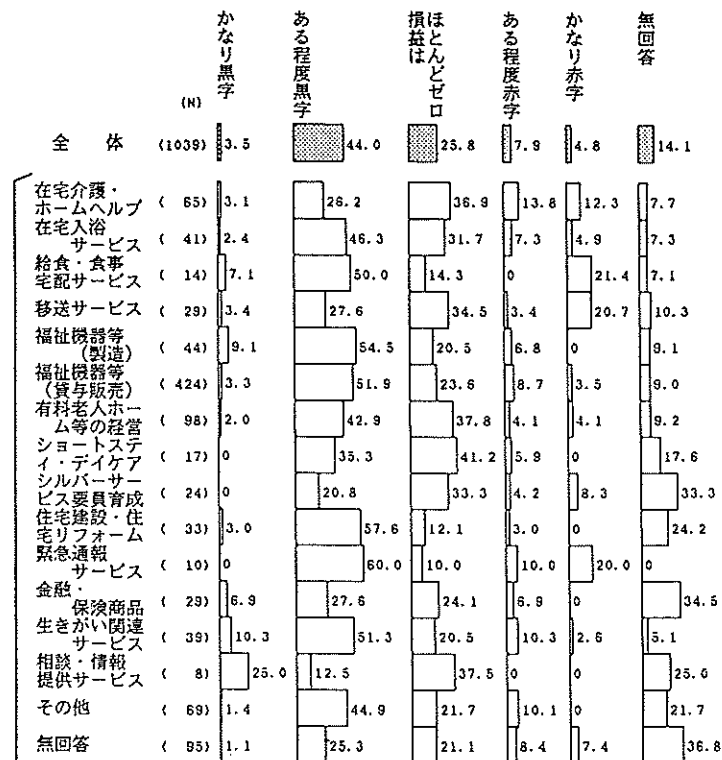 かなり黒字
ある程度黒字
損益は
ほとんどゼロ
ある程度赤字
かなり赤字
無回答
(N)
全 体 (1039) 3.5 44.0 25.8 7.9 4.8 14.1
在宅介護・
ホームヘルプ ( 65) 3.1 26.2 36.9 13.8 12.3 7.7
在宅入浴
サービス ( 41) 2.4 46.3 31.7 7.3 4.9 7.3
給食・食事
宅配サービス ( 14) 7.1 50.0 14.3 0 21.4 7.1
移送サービス ( 29) 3.4 27.6 34.5 3.4 20.7 10.3
福祉機器等
(製造) ( 44) 9.1 54.5 20.5 6.8 0 9.1
福祉機器等
(貸与販売) ( 424) 3.3 51.9 23.6 8.7 3.5 9.0
有料老人ホー
ム等の経営 ( 98) 2.0 42.9 37.8 4.1 4.1 9.2
ショートステ
ィ・デイケア ( 17) 0 35.3 41.2 5.9 0 17.6
シルバーサー
ビス要員育成 ( 24) 0 20.8 33.3 4.2 8.3 33.3
住宅建設・住
宅リフォーム ( 33) 3.0 57.6 12.1 3.0 0 24.2
緊急通報
サービス ( 10) 0 60.0 10.0 10.0 20.0 0
金融・
保険商品 ( 29) 6.9 27.6 24.1 6.9 0 34.5
生きがい関連
サービス ( 39) 10.3 51.3 20.5 10.3 2.6 5.1
相談・情報
提供サービス ( 8) 25.0 12.5 37.5 0 0 25.0
その他 ( 69) 1.4 44.9 21.7 10.1 0 21.7
無回答 ( 95) 1.1 25.3 21.1 8.4 7.4 36.8